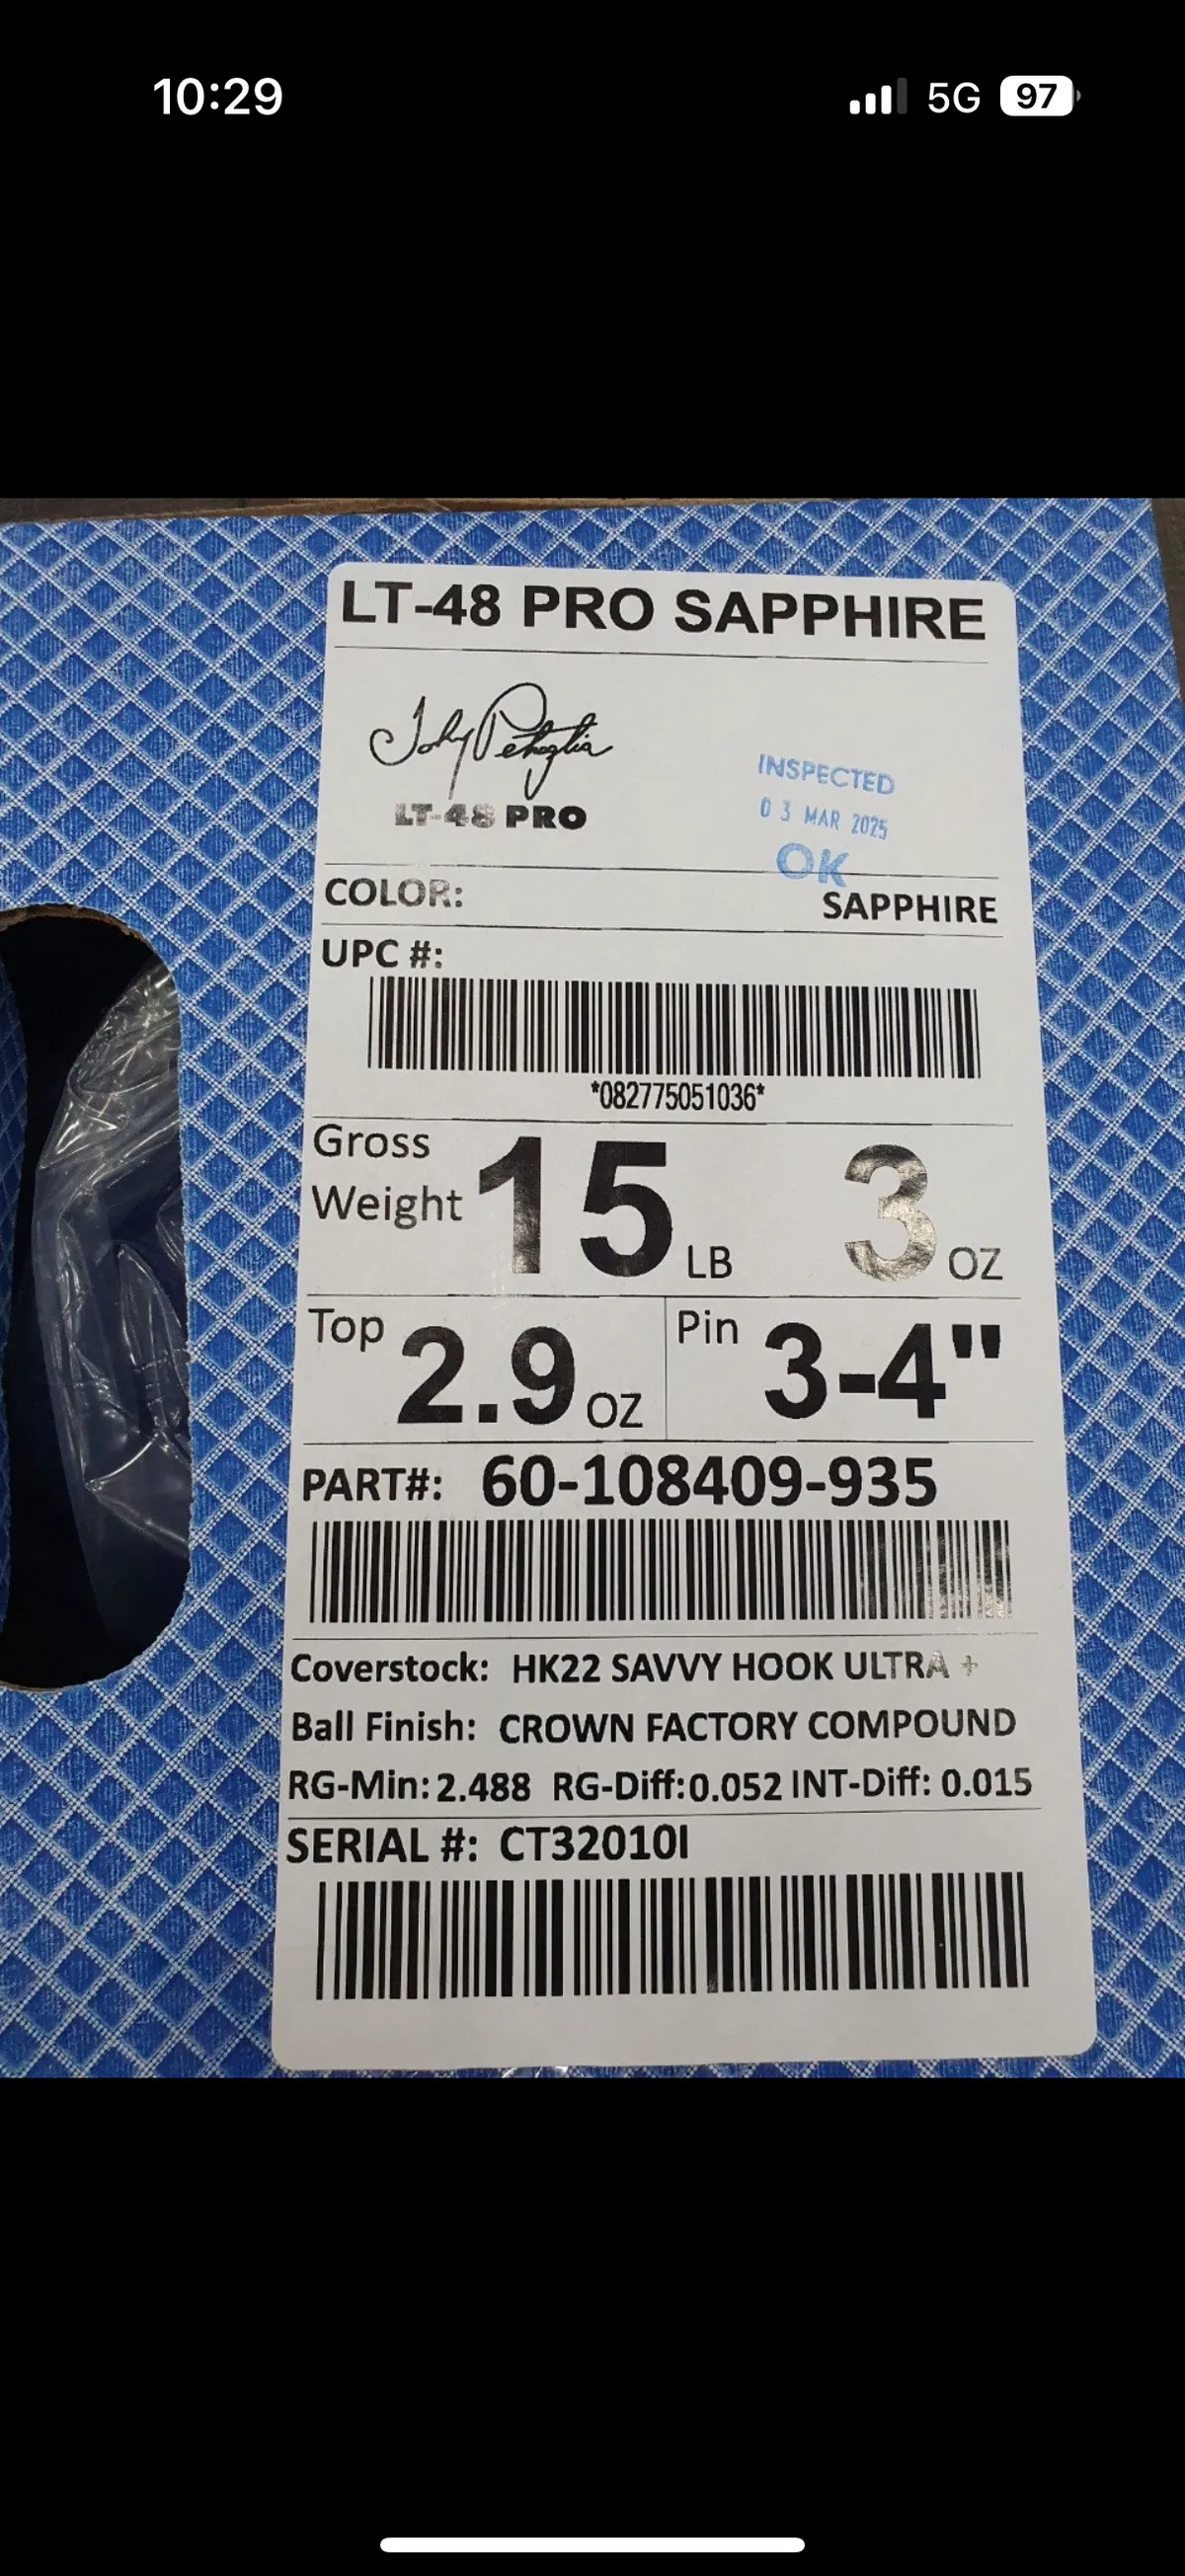 10:29
5G 97
LT-48 PRO SAPPHIRE
LT-48 PRO
INSPECTED
03 MAR 2025
OK
COLOR: SAPPHIRE
UPC #:
*082775051036*
Gross Weight 15 LB 3 OZ
Top 2.9 OZ Pin 3-4"
PART#: 60-108409-935
Coverstock: HK22 SAVVY HOOK ULTRA +
Ball Finish: CROWN FACTORY COMPOUND
RG-Min: 2.488 RG-Diff: 0.052 INT-Diff: 0.015
SERIAL #: CT32010I